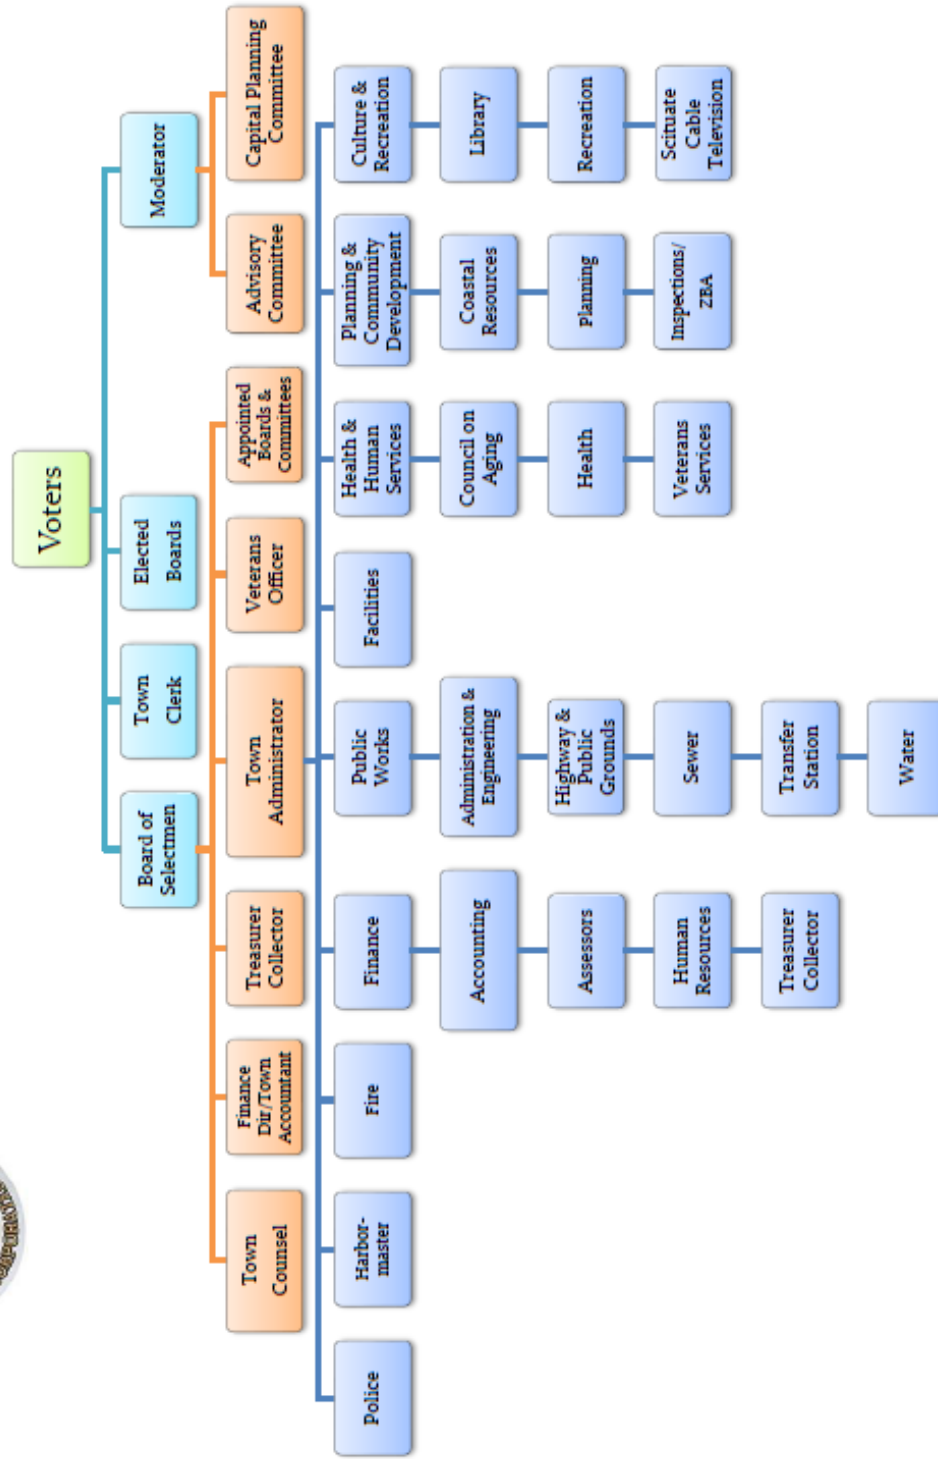 Voters
Board of
Selectmen
Town
Clerk
Elected
Boards
Moderator
Town
Counsel
Finance
Dir/Town
Accountant
Treasurer
Collector
Town
Administrator
Veterans
Officer
Appointed
Boards &
Committees
Advisory
Committee
Capital Planning
Committee
Police
Harbor-
master
Fire
Finance
Public
Works
Facilities
Health &
Human
Services
Planning &
Community
Development
Culture &
Recreation
Accounting
Administration &
Engineering
Council on
Aging
Coastal
Resources
Library
Assessors
Highway &
Public
Grounds
Health
Planning
Recreation
Human
Resources
Sewer
Veterans
Services
Inspections/
ZBA
Scituate
Cable
Television
Treasurer
Collector
Transfer
Station
Water